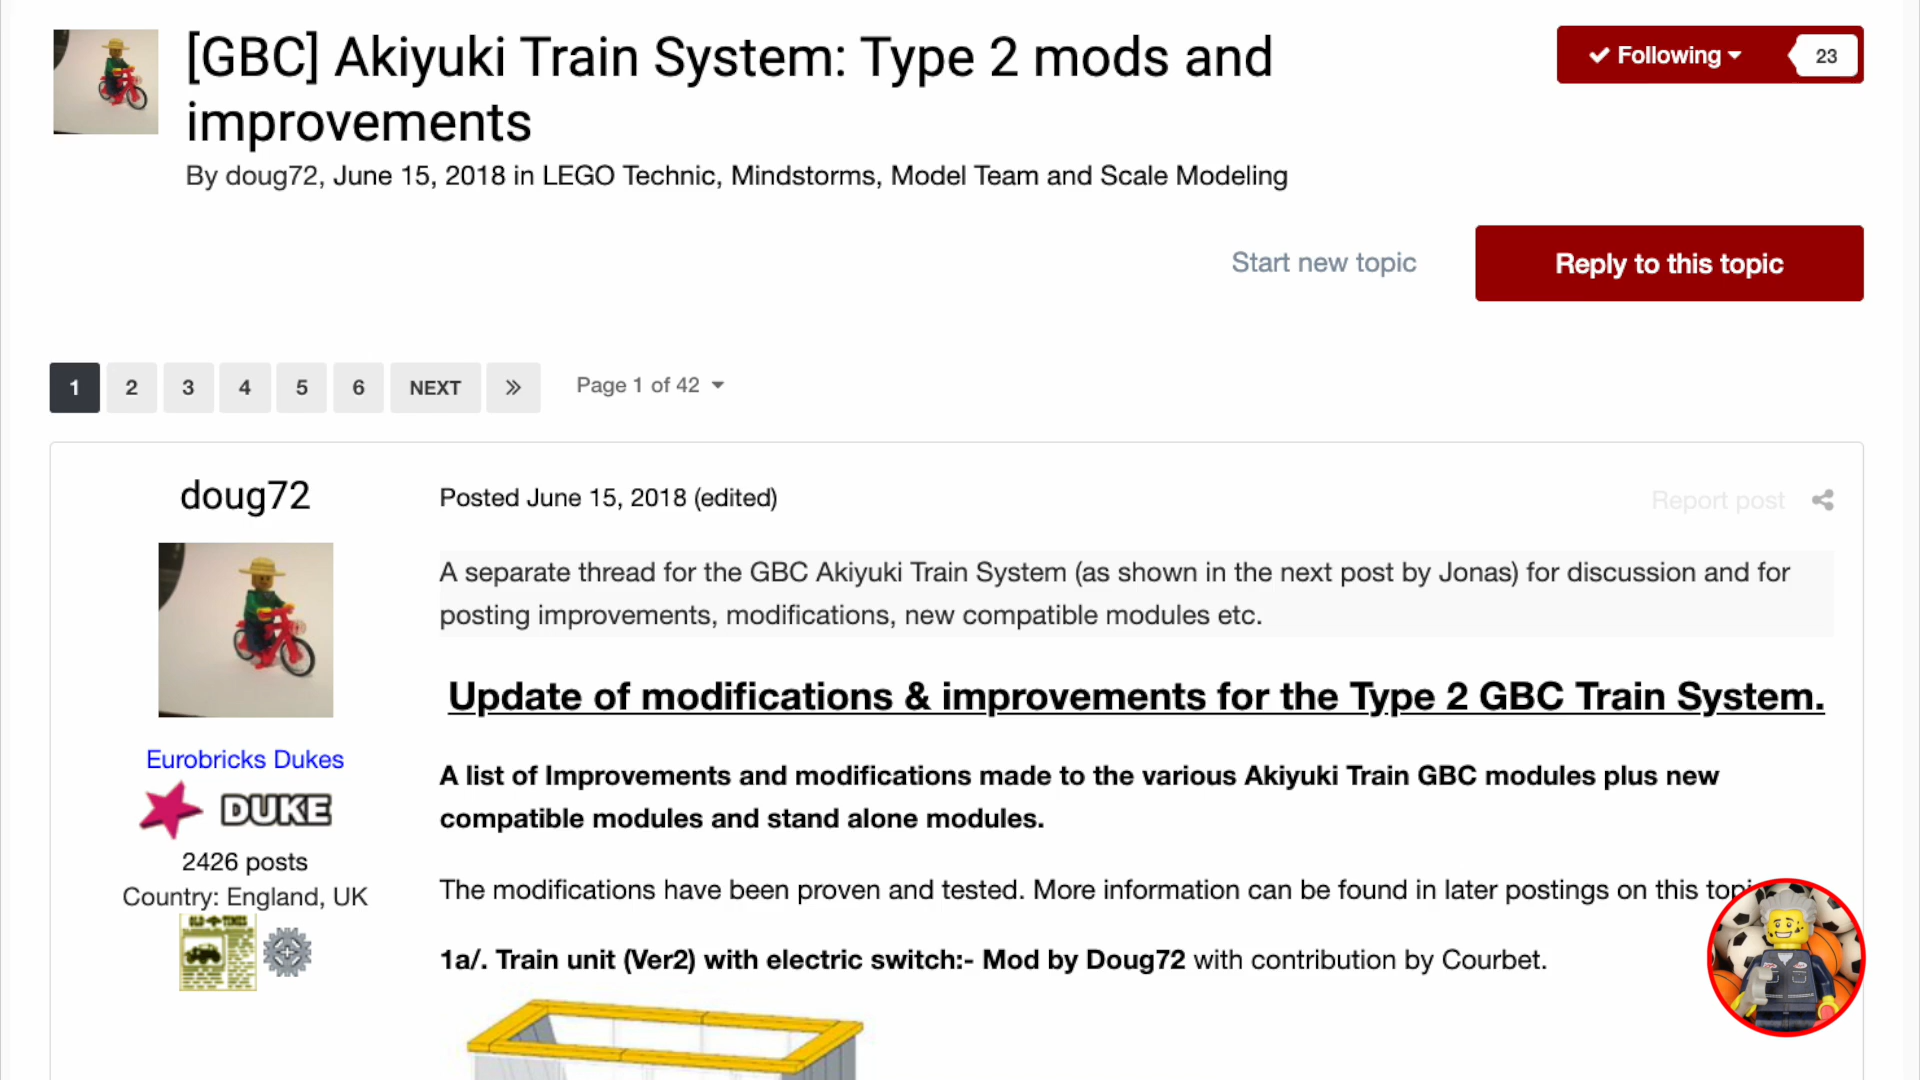 [GBC] Akiyuki Train System: Type 2 mods and
improvements
By doug72, June 15, 2018 in LEGO Technic, Mindstorms, Model Team and Scale Modeling
Following
23
Start new topic
Reply to this topic
1 2 3 4 5 6 NEXT » Page 1 of 42
doug72
Posted June 15, 2018 (edited)
Report post
A separate thread for the GBC Akiyuki Train System (as shown in the next post by Jonas) for discussion and for
posting improvements, modifications, new compatible modules etc.
Update of modifications & improvements for the Type 2 GBC Train System.
Eurobricks Dukes
DUKE
2426 posts
Country: England, UK
OLD TIMES
A list of Improvements and modifications made to the various Akiyuki Train GBC modules plus new
compatible modules and stand alone modules.
The modifications have been proven and tested. More information can be found in later postings on this
1a/. Train unit (Ver2) with electric switch:- Mod by Doug72 with contribution by Courbet.